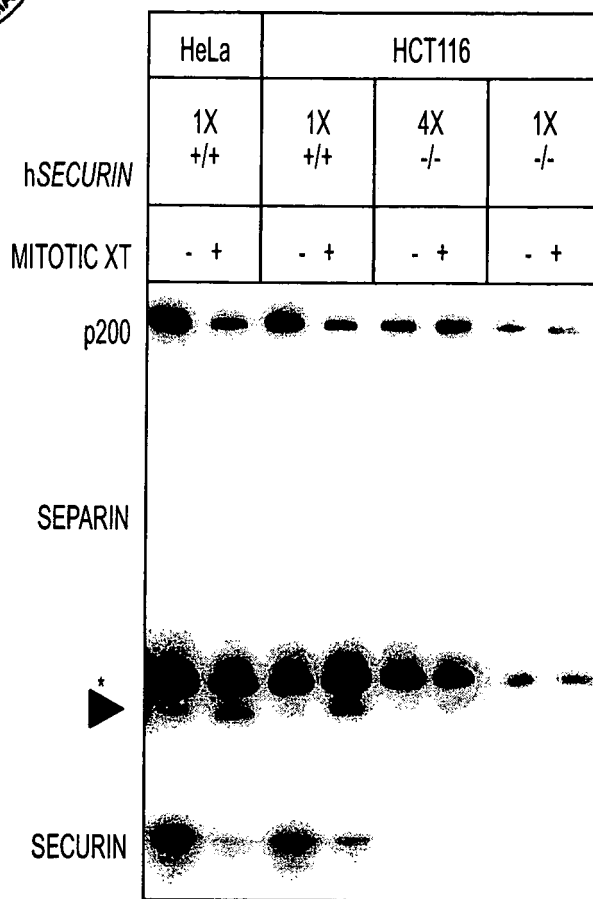 HeLa HCT116
hSECURIN 1X +/+ 1X +/+ 4X -/- 1X -/-
MITOTIC XT - + - + - + - +
p200
SEPARIN
*
SECURIN